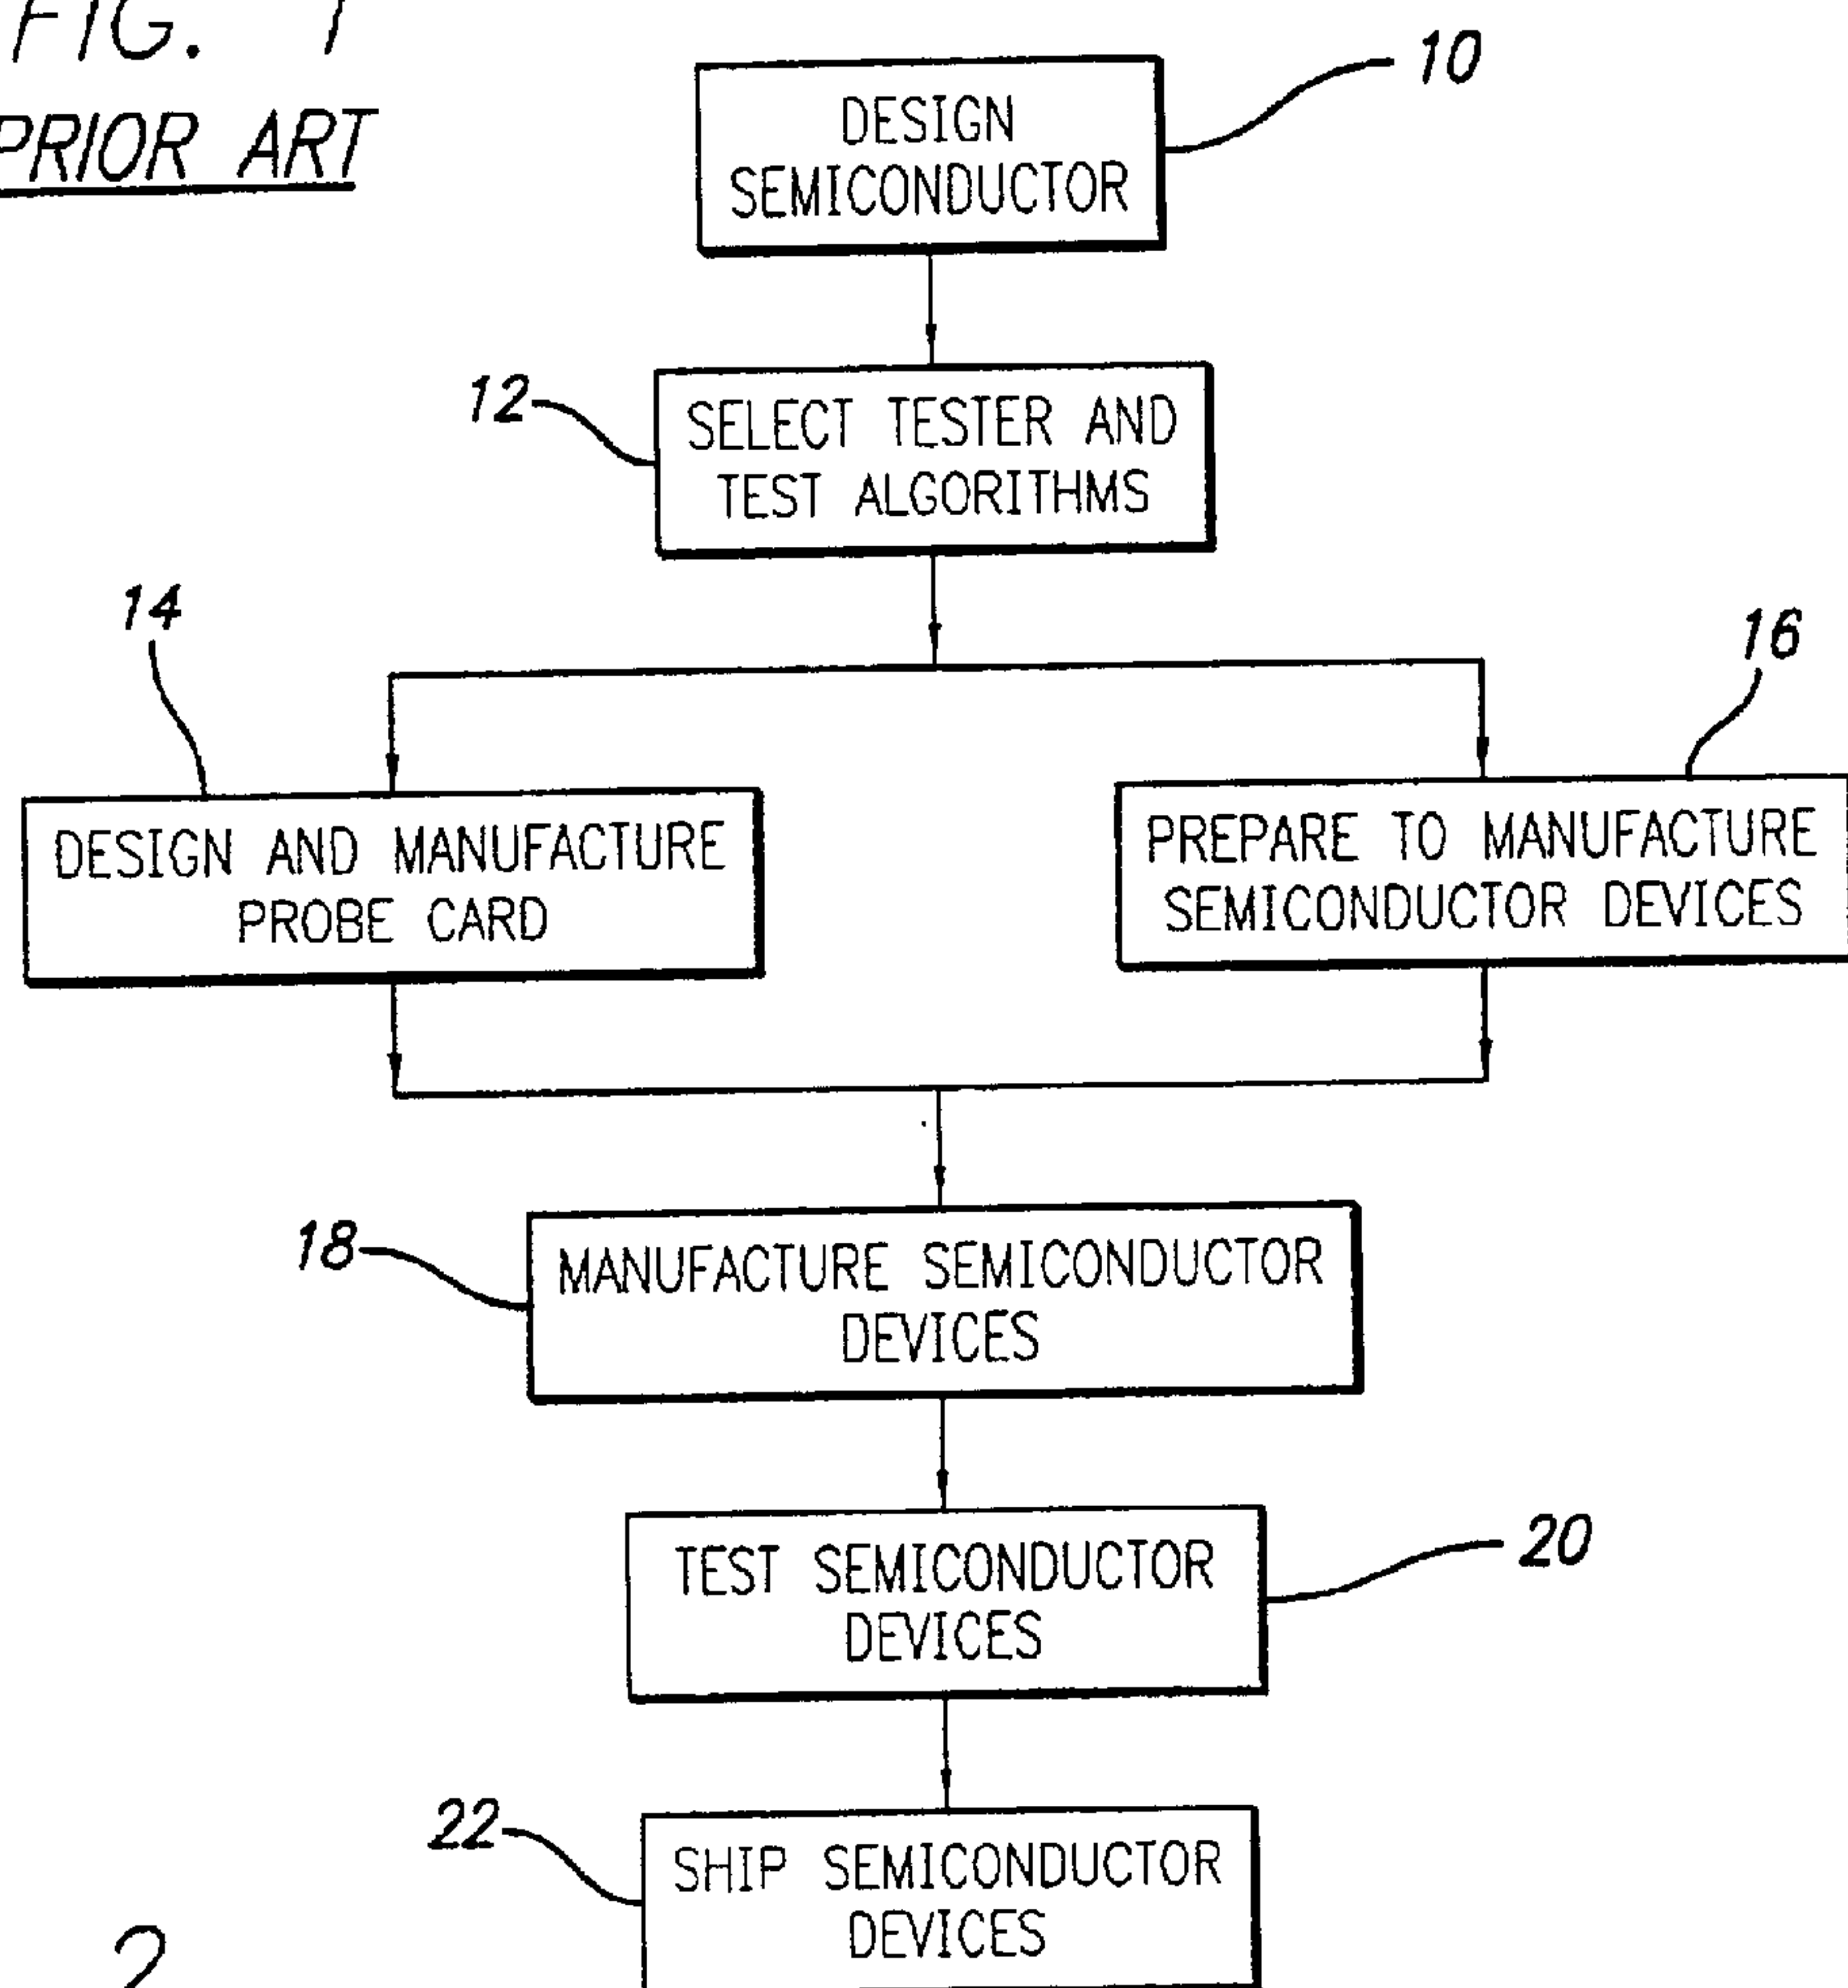 FIG. 1
PRIOR ART
10
DESIGN
SEMICONDUCTOR
12
SELECT TESTER AND
TEST ALGORITHMS
14
16
DESIGN AND MANUFACTURE
PROBE CARD
PREPARE TO MANUFACTURE
SEMICONDUCTOR DEVICES
18
MANUFACTURE SEMICONDUCTOR
DEVICES
20
TEST SEMICONDUCTOR
DEVICES
22
SHIP SEMICONDUCTOR
DEVICES
2